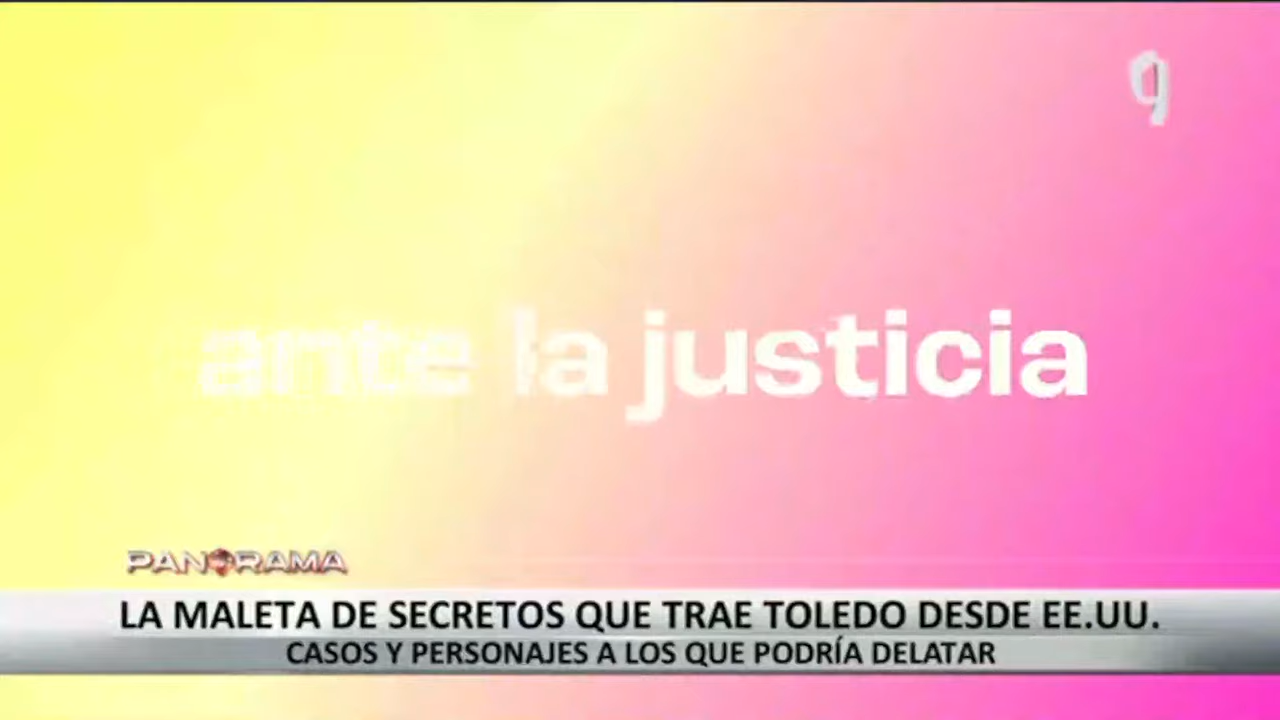 ante la justicia
PANORAMA
LA MALETA DE SECRETOS QUE TRAE TOLEDO DESDE EE.UU.
CASOS Y PERSONAJES A LOS QUE PODRÍA DELATAR